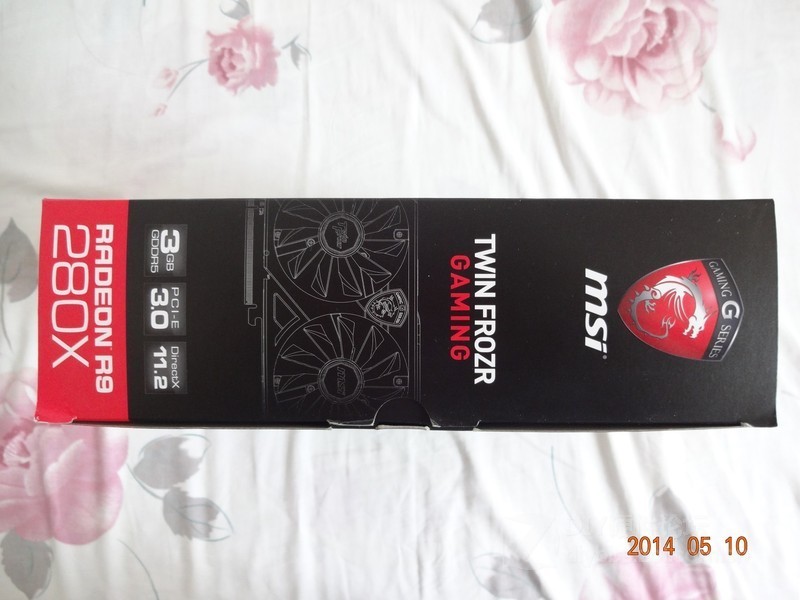 GAMING G SERIES
msi
TWIN FROZR
GAMING
3GB
GDDR5
PCI-E
3.0
DirectX
11.2
RADEON R9
280X
2014 05 10